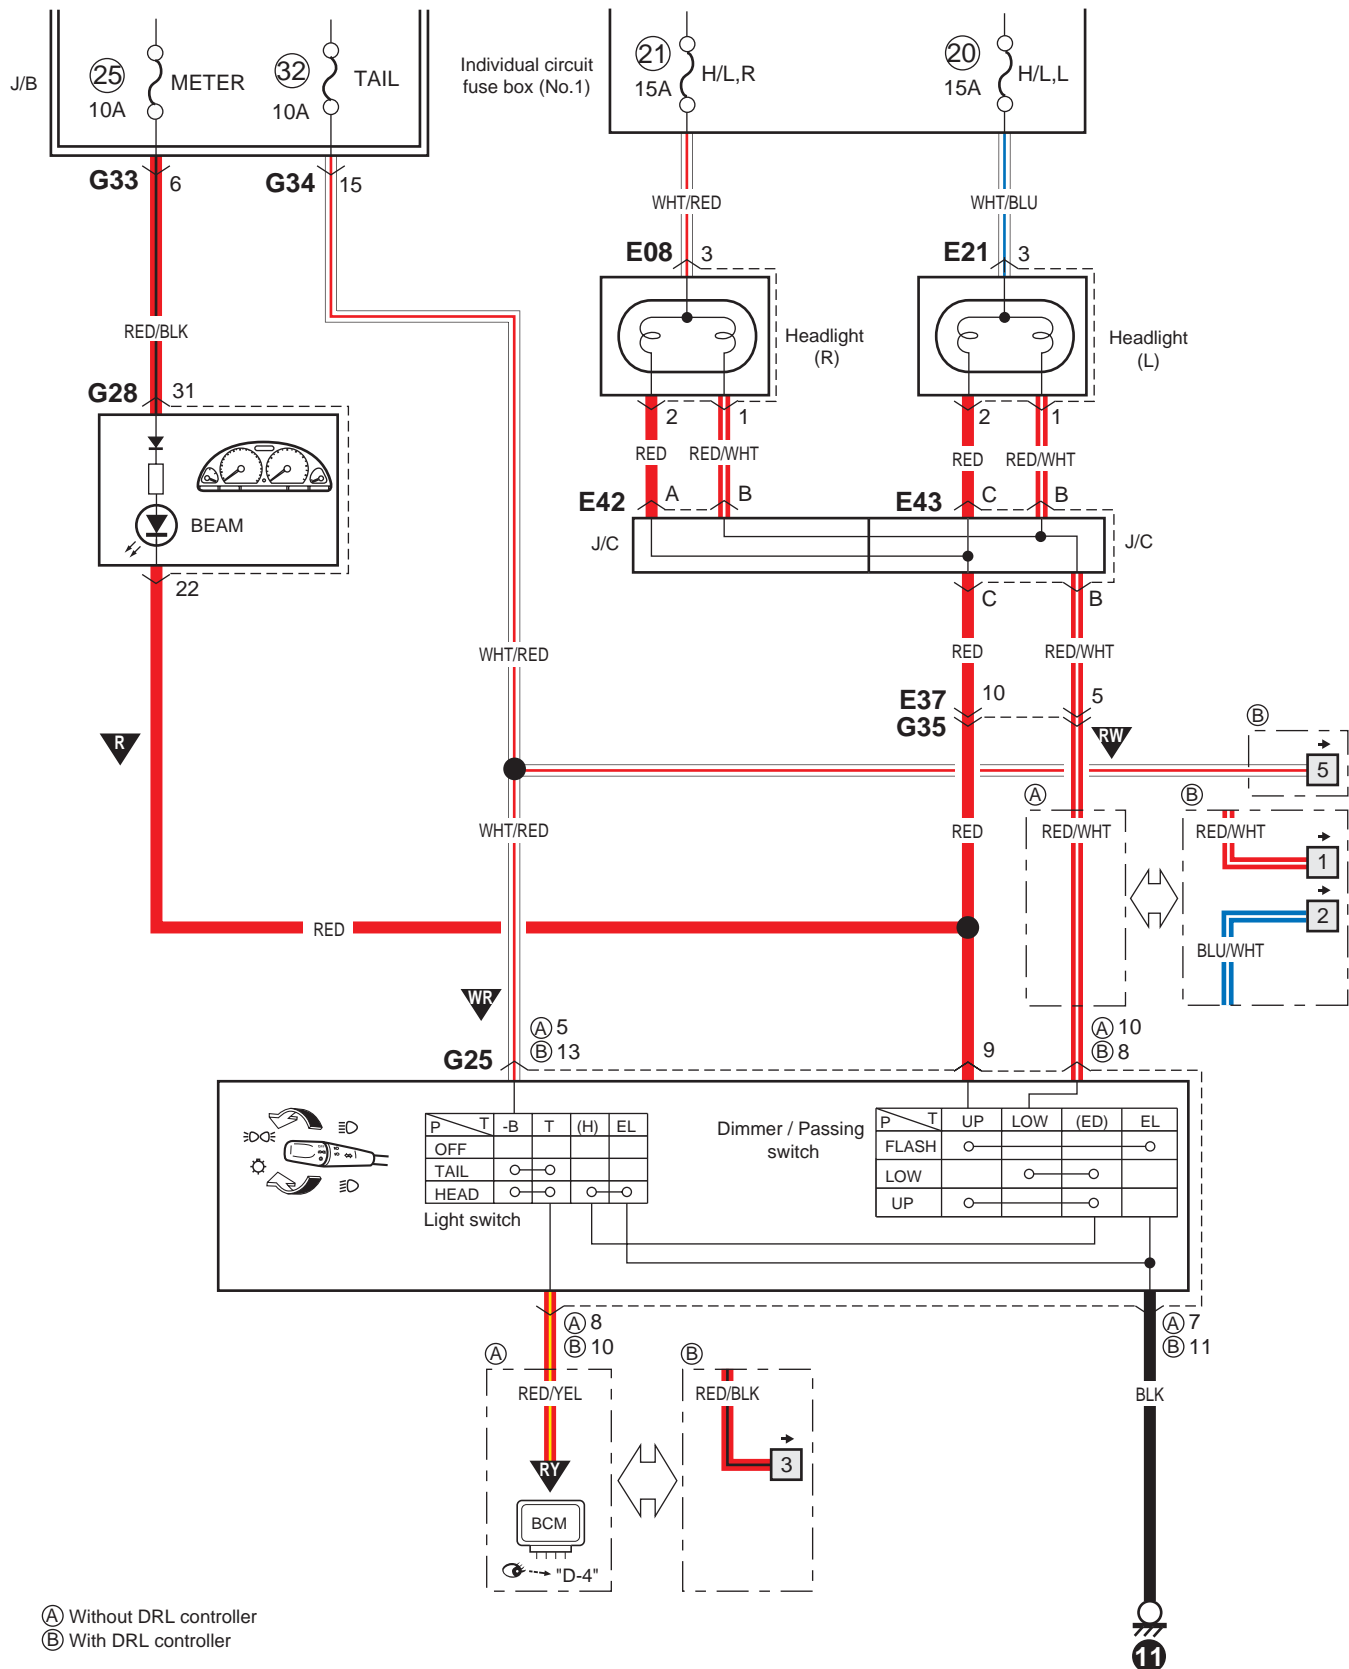 J/B
25
10A
METER
32
10A
TAIL
Individual circuit
fuse box (No.1)
21
15A
H/L,R
20
15A
H/L,L
G33
6
G34
15
WHT/RED
WHT/BLU
E08
3
E21
3
RED/BLK
Headlight
(R)
Headlight
(L)
G28
31
2
1
2
1
RED
RED/WHT
RED
RED/WHT
E42
A
B
E43
C
B
BEAM
J/C
J/C
22
C
B
WHT/RED
RED
RED/WHT
E37
10
5
G35
R
RW
B
5
A
B
WHT/RED
RED
RED/WHT
RED/WHT
1
2
RED
BLU/WHT
WR
A 5
B 13
G25
9
A 10
B 8
P T -B T (H) EL
OFF
TAIL
HEAD
Light switch
Dimmer / Passing
switch
P T UP LOW (ED) EL
FLASH
LOW
UP
A 8
B 10
A 7
B 11
A
B
RED/YEL
RED/BLK
BLK
3
RY
BCM
"D-4"
A Without DRL controller
B With DRL controller
11